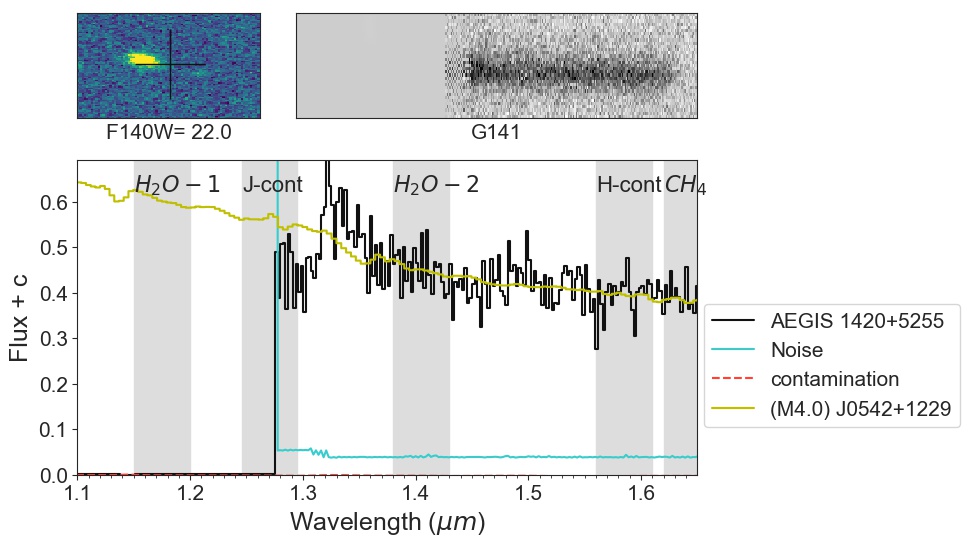 F140W= 22.0
G141
H₂O − 1
J-cont
H₂O − 2
H-cont
CH₄
0.6
0.5
0.4
0.3
0.2
0.1
0.0
Flux + c
1.1
1.2
1.3
1.4
1.5
1.6
Wavelength (μm)
AEGIS 1420+5255
Noise
contamination
(M4.0) J0542+1229